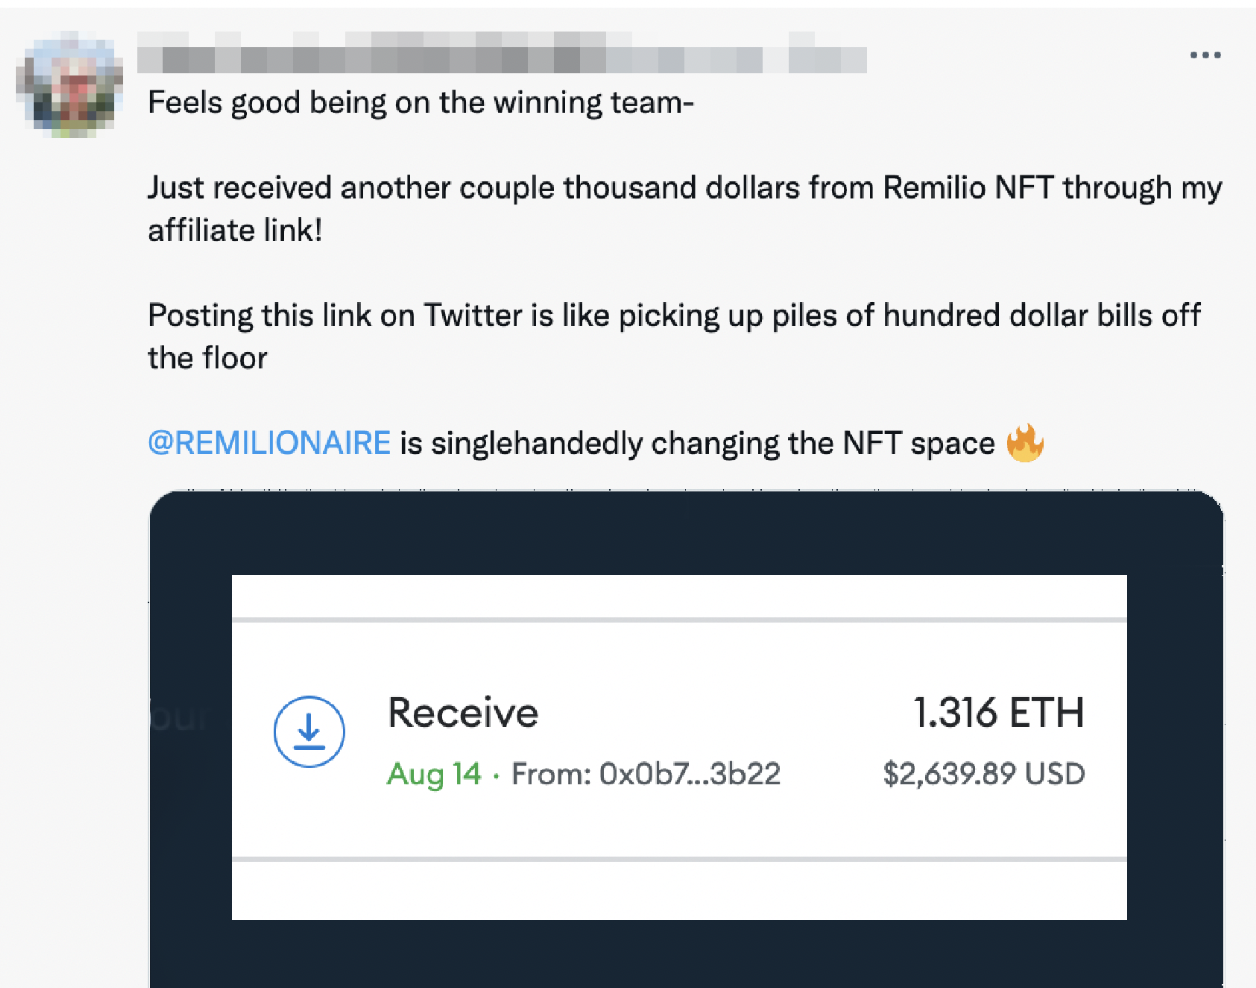 Feels good being on the winning team-
Just received another couple thousand dollars from Remilio NFT through my
affiliate link!
Posting this link on Twitter is like picking up piles of hundred dollar bills off
the floor
@REMILIONAIRE is singlehandedly changing the NFT space 🔥
Receive 1.316 ETH
Aug 14 · From: 0x0b7...3b22 $2,639.89 USD